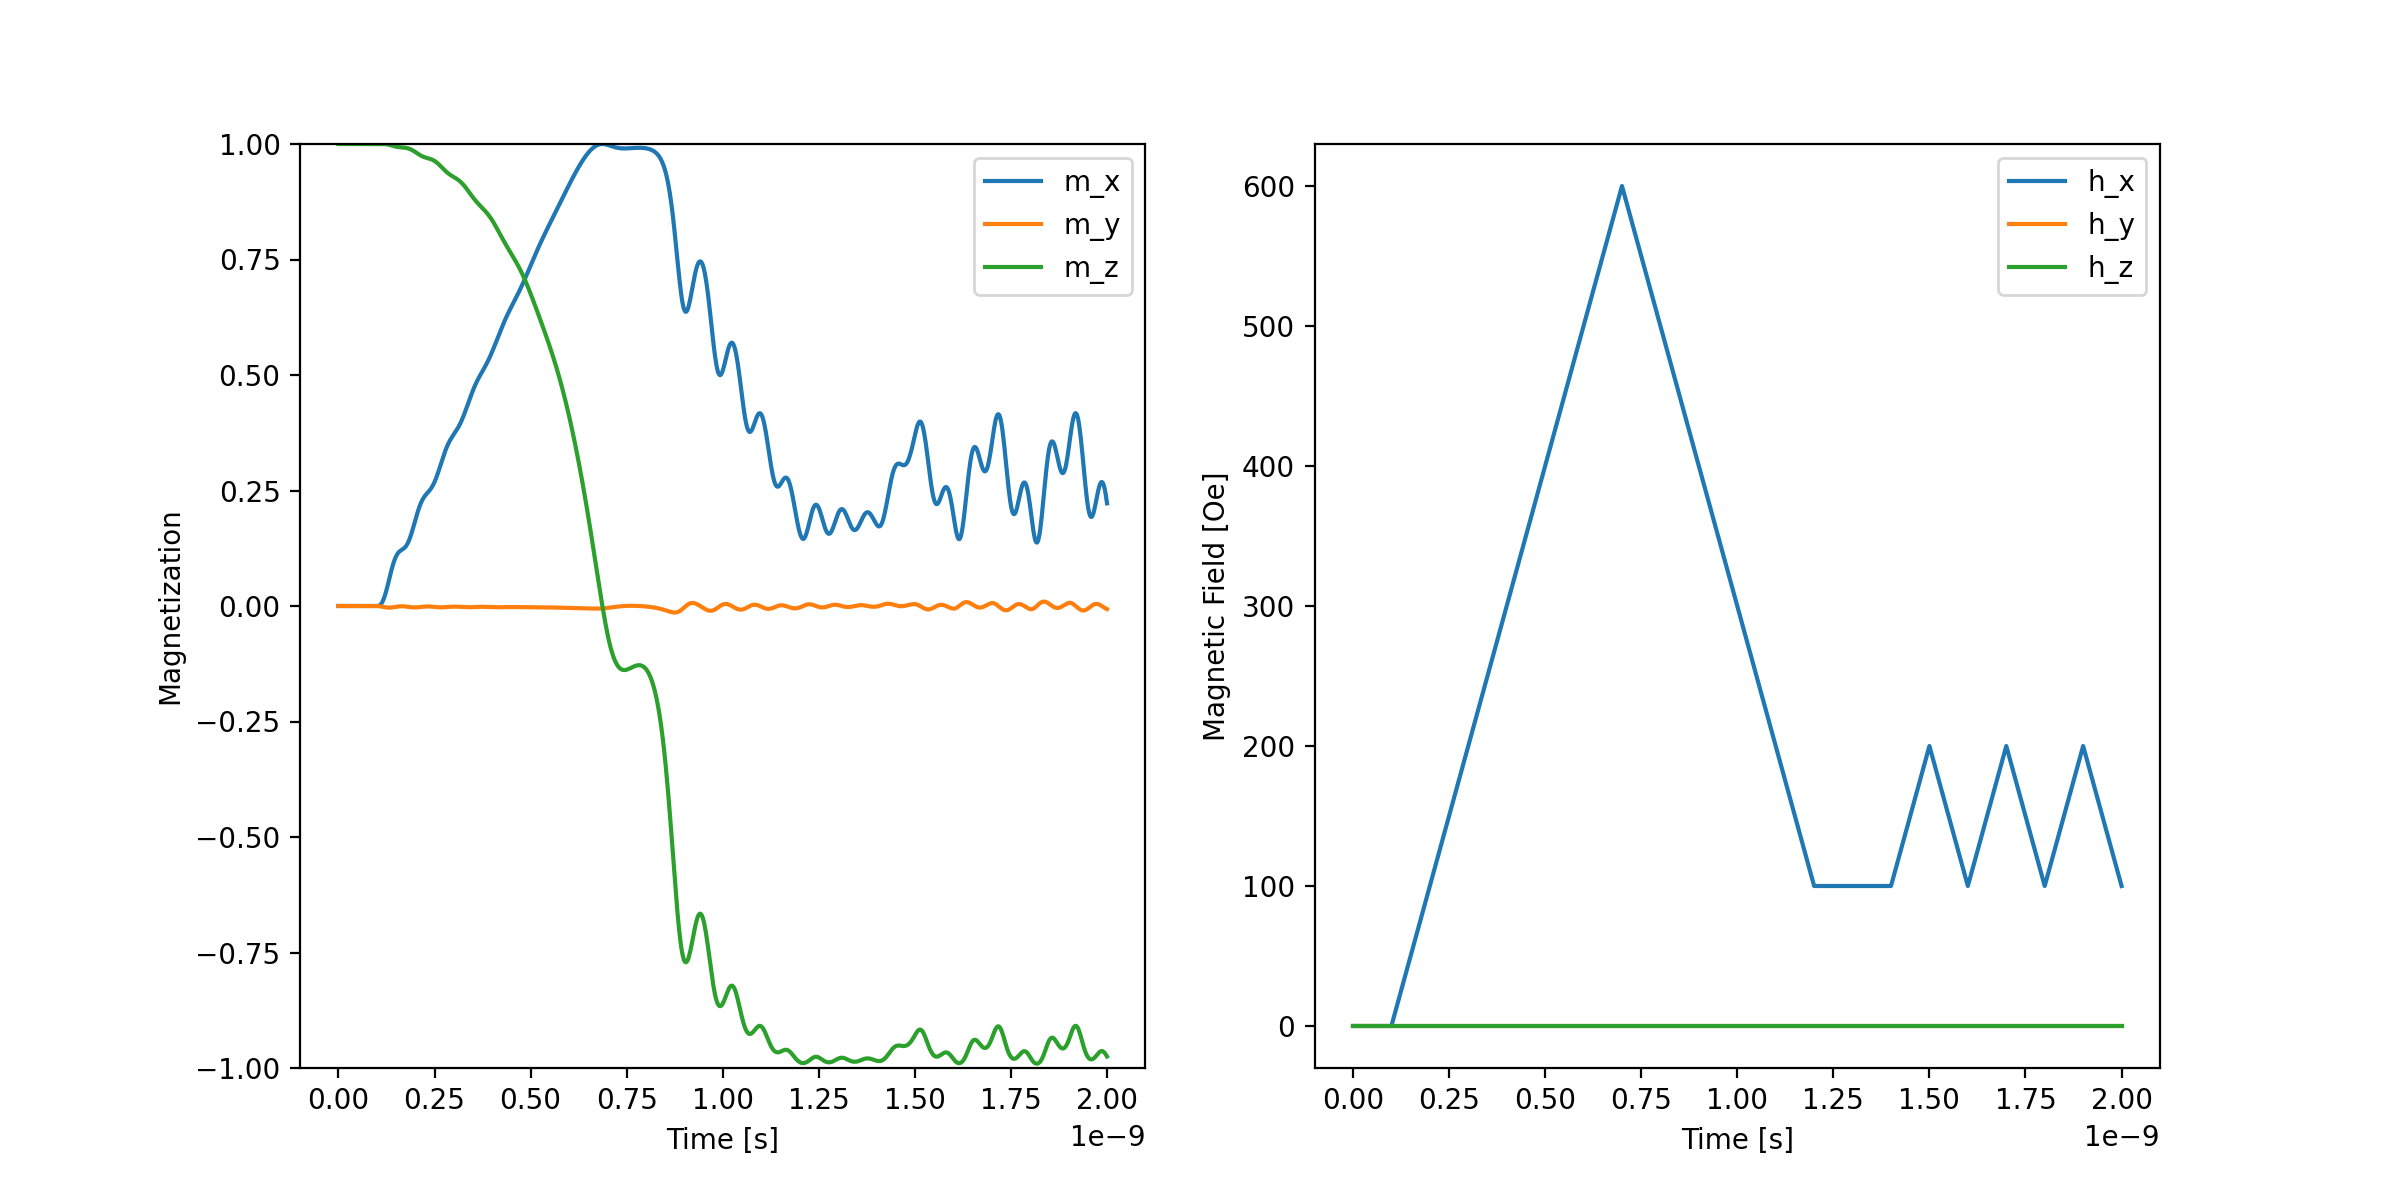 Magnetization
1.00
0.75
0.50
0.25
0.00
−0.25
−0.50
−0.75
−1.00
m_x
m_y
m_z
0.00 0.25 0.50 0.75 1.00 1.25 1.50 1.75 2.00
Time [s]
1e−9
Magnetic Field [Oe]
600
500
400
300
200
100
0
h_x
h_y
h_z
0.00 0.25 0.50 0.75 1.00 1.25 1.50 1.75 2.00
Time [s]
1e−9